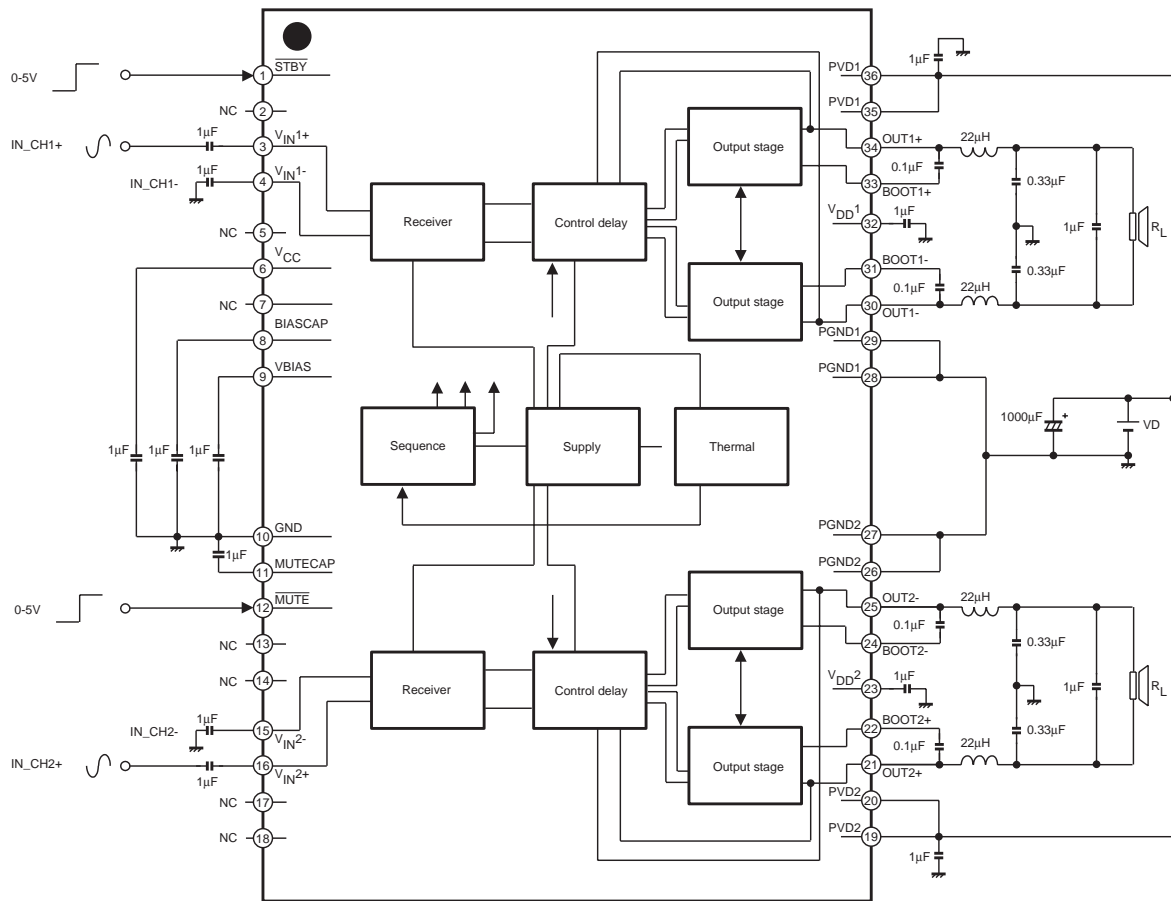 0-5V
1
STBY
NC
2
IN_CH1+
1μF
3
VIN1+
IN_CH1-
1μF
4
VIN1-
NC
5
6
VCC
NC
7
8
BIASCAP
9
VBIAS
1μF
1μF
1μF
10
GND
1μF
11
MUTECAP
0-5V
12
MUTE
NC
13
NC
14
IN_CH2-
1μF
15
VIN2-
IN_CH2+
1μF
16
VIN2+
NC
17
NC
18
Receiver
Control delay
Output stage
Output stage
Sequence
Supply
Thermal
Receiver
Control delay
Output stage
Output stage
1μF
PVD1
36
PVD1
35
OUT1+
34
22μH
0.1μF
33
BOOT1+
0.33μF
VDD1
32
1μF
1μF
RL
BOOT1-
31
0.33μF
0.1μF
22μH
30
OUT1-
PGND1
29
PGND1
28
1000μF
+
VD
PGND2
27
PGND2
26
OUT2-
25
22μH
0.1μF
24
BOOT2-
0.33μF
VDD2
23
1μF
1μF
RL
BOOT2+
22
0.33μF
0.1μF
22μH
21
OUT2+
PVD2
20
PVD2
19
1μF